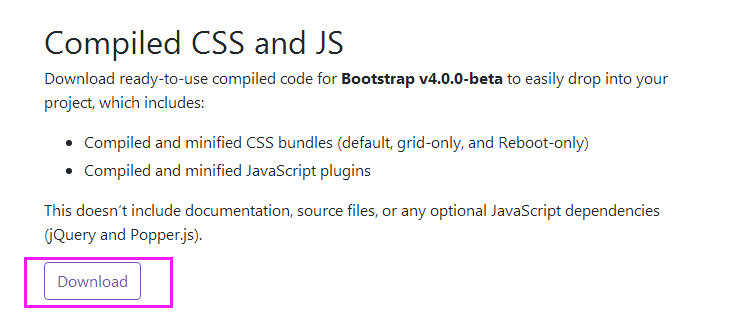 Compiled CSS and JS
Download ready-to-use compiled code for Bootstrap v4.0.0-beta to easily drop into your
project, which includes:
• Compiled and minified CSS bundles (default, grid-only, and Reboot-only)
• Compiled and minified JavaScript plugins
This doesn’t include documentation, source files, or any optional JavaScript dependencies
(jQuery and Popper.js).
Download